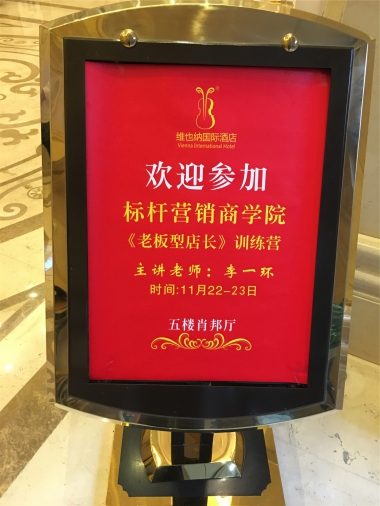 维也纳国际酒店
Vienna International Hotel
欢迎参加
标杆营销商学院
《老板型店长》训练营
主讲老师：李一环
时间:11月22-23日
五楼肖邦厅